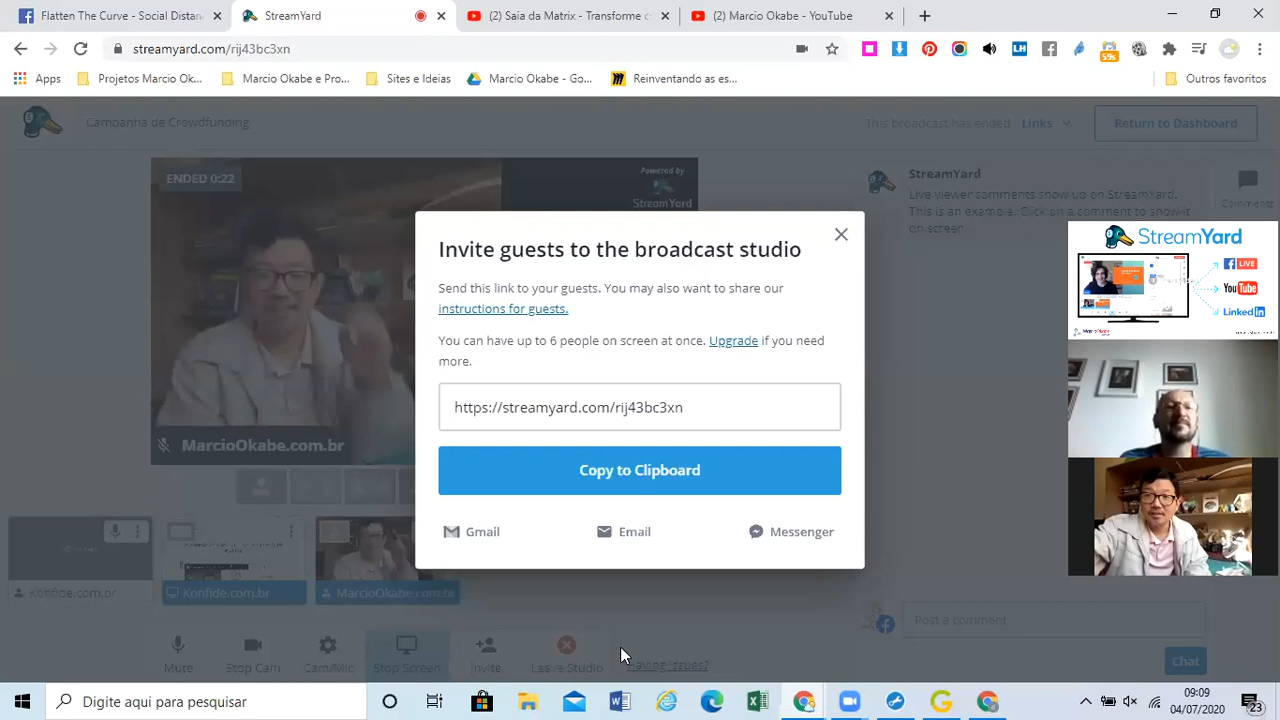 Flatten The Curve - Social Distanc
StreamYard
(2) Saia da Matrix - Transforme o
(2) Marcio Okabe - YouTube
streamyard.com/rij43bc3xn
59s
Apps
Projetos Marcio Ok...
Marcio Okabe e Pro...
Sites e Ideias
Marcio Okabe - Go...
Reinventando as es...
Outros favoritos
Campanha de Crowdfunding
This broadcast has ended
Links
Return to Dashboard
ENDED 0:22
Powered by
StreamYard
StreamYard
Live viewer comments show up on StreamYard.
This is an example. Click on a comment to show it
on screen.
Comments
Invite guests to the broadcast studio
Send this link to your guests. You may also want to share our
instructions for guests.
You can have up to 6 people on screen at once. Upgrade if you need
more.
https://streamyard.com/rij43bc3xn
Copy to Clipboard
Gmail
Email
Messenger
MarcioOkabe.com.br
StreamYard
LIVE
YouTube
Linkedin
MarcioOkabe
Konfide.com.br
Konfide.com.br
MarcioOkabe.com.br
Post a comment
Chat
Mute
Stop Cam
Cam/Mic
Stop Screen
Invite
Leave Studio
Having issues?
Digite aqui para pesquisar
09:09
04/07/2020
23